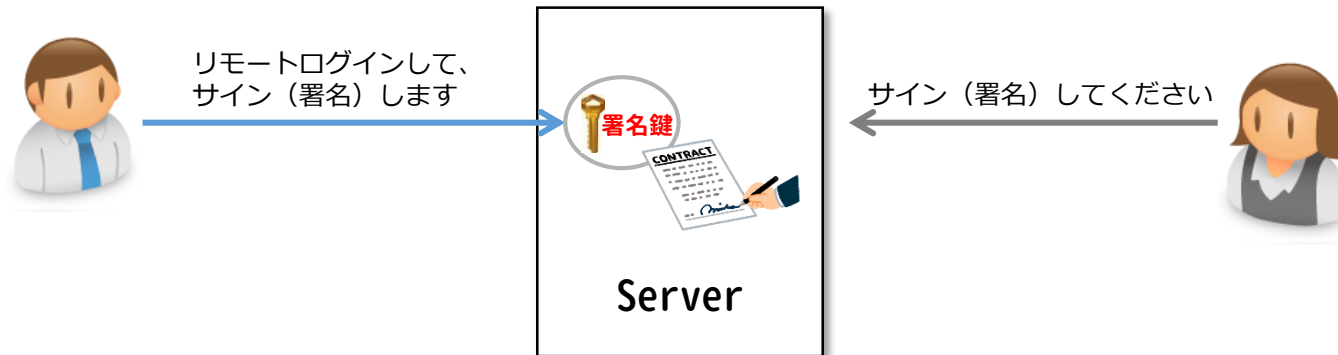 リモートログインして、
サイン（署名）します
署名鍵
CONTRACT
サイン（署名）してください
Server